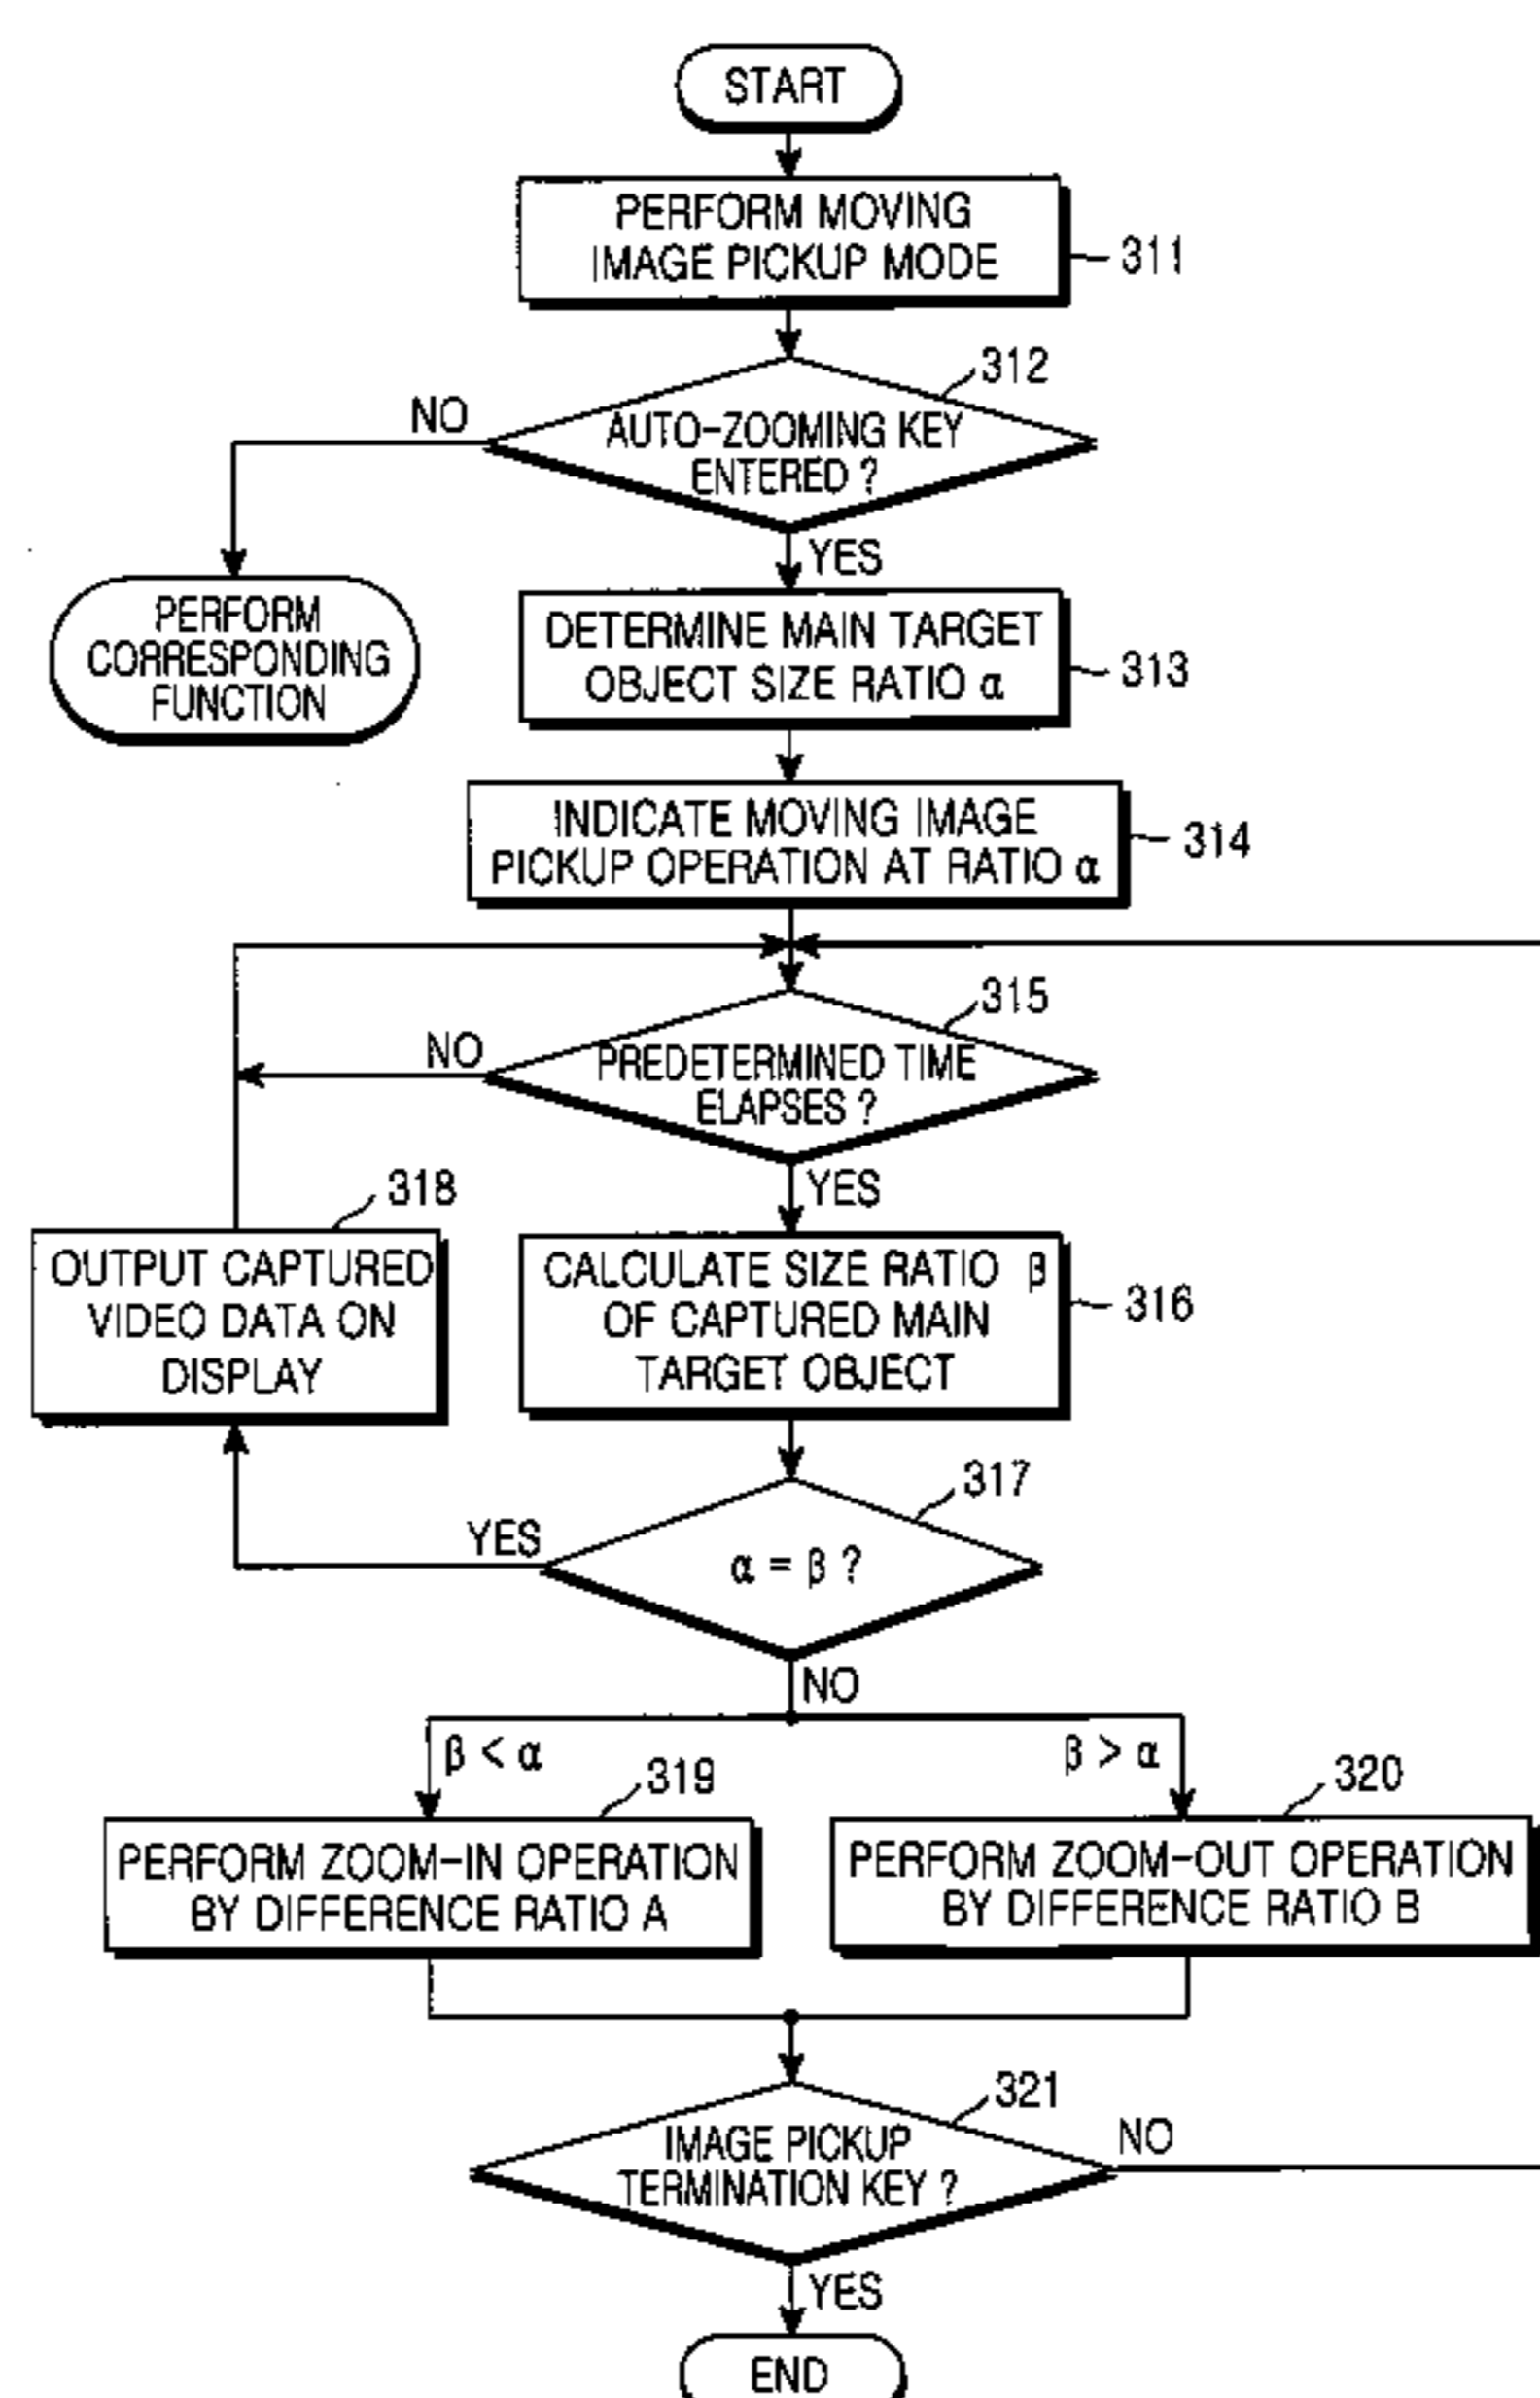 START
PERFORM MOVING
IMAGE PICKUP MODE
311
312
AUTO-ZOOMING KEY
ENTERED ?
NO
YES
PERFORM
CORRESPONDING
FUNCTION
DETERMINE MAIN TARGET
OBJECT SIZE RATIO α
313
INDICATE MOVING IMAGE
PICKUP OPERATION AT RATIO α
314
315
PREDETERMINED TIME
ELAPSES ?
NO
YES
318
OUTPUT CAPTURED
VIDEO DATA ON
DISPLAY
CALCULATE SIZE RATIO β
OF CAPTURED MAIN
TARGET OBJECT
316
317
α = β ?
YES
NO
β < α
β > α
319
PERFORM ZOOM-IN OPERATION
BY DIFFERENCE RATIO A
320
PERFORM ZOOM-OUT OPERATION
BY DIFFERENCE RATIO B
321
IMAGE PICKUP
TERMINATION KEY ?
NO
YES
END